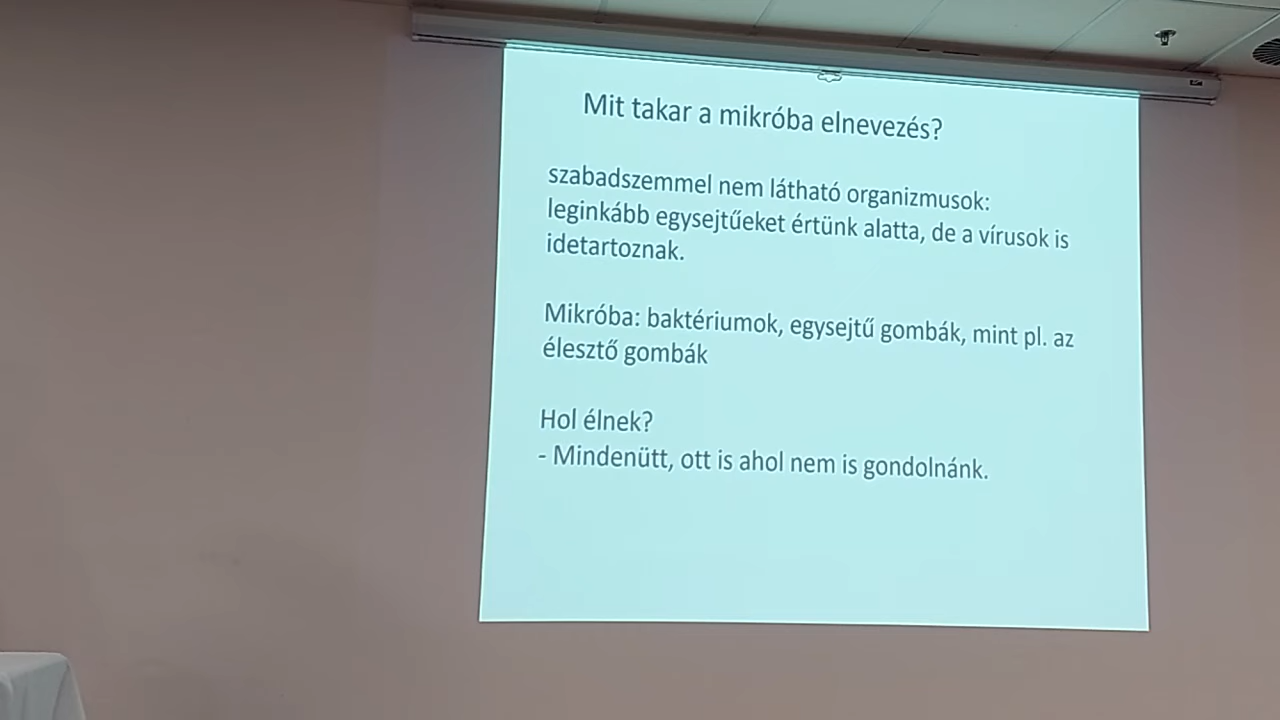 Mit takar a mikróba elnevezés?
szabadszemmel nem látható organizmusok:
leginkább egysejtűeket értünk alatta, de a vírusok is
idetartoznak.
Mikróba: baktériumok, egysejtű gombák, mint pl. az
élesztő gombák
Hol élnek?
- Mindenütt, ott is ahol nem is gondolnánk.